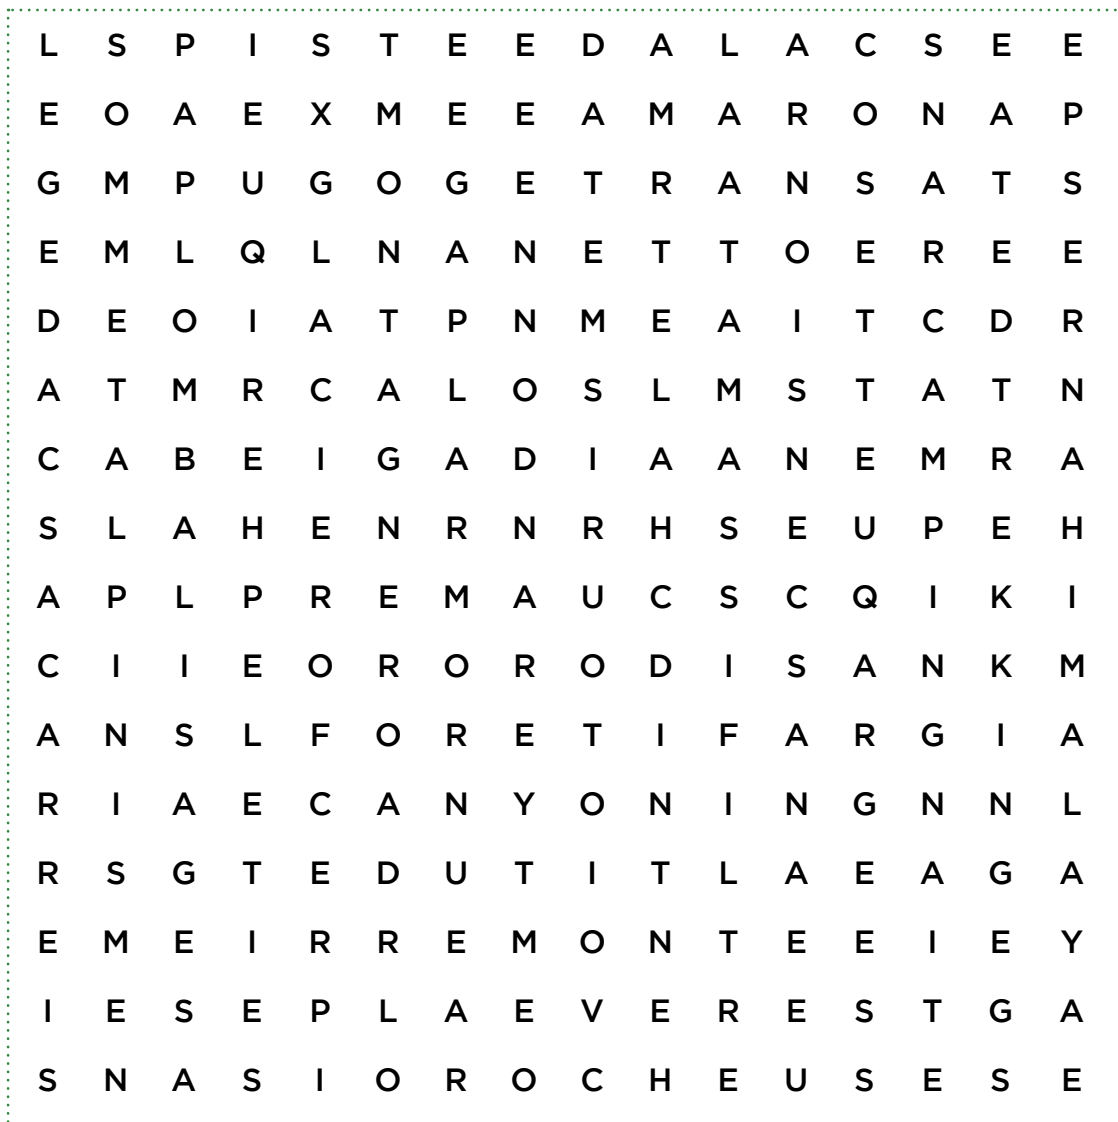 L S P I S T E E D A L A C S E E
E O A E X M E E A M A R O N A P
G M P U G O G E T R A N S A T S
E M L Q L N A N E T T O E R E E
D E O I A T P N M E A I T C D R
A T M R C A L O S L M S T A T N
C A B E I G A D I A A N E M R A
S L A H E N R N R H S E U P E H
A P L P R E M A U C S C Q I K I
C I I E O R O R O D I S A N K M
A N S L F O R E T I F A R G I A
R I A E C A N Y O N I N G N N L
R S G T E D U T I T L A E A G A
E M E I R R E M O N T E E I E Y
I E S E P L A E V E R E S T G A
S N A S I O R O C H E U S E S E